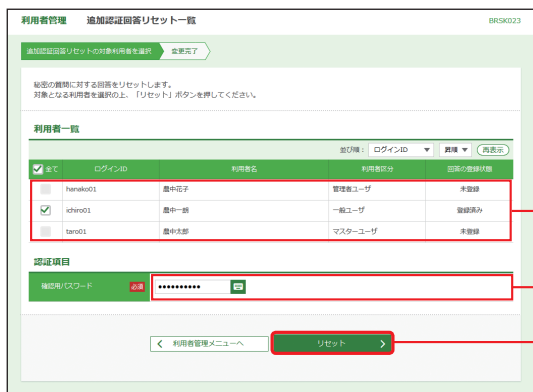 利用者管理 追加認証回答リセット一覧 BRSK023
追加認証回答リセットの対象利用者を選択 変更完了
秘密の質問に対する回答をリセットします。
対象となる利用者を選択の上、「リセット」ボタンを押してください。
利用者一覧
並び順： ログインID ▼ 昇順 ▼ 再表示
全て ログインID 利用者名 利用者区分 回答の登録状態
hanako01 農中花子 管理者ユーザ 未登録
ichiro01 農中一朗 一般ユーザ 登録済み
taro01 農中太郎 マスターユーザ 未登録
認証項目
確認用パスワード 必須 ••••••••••
利用者管理メニューへ リセット